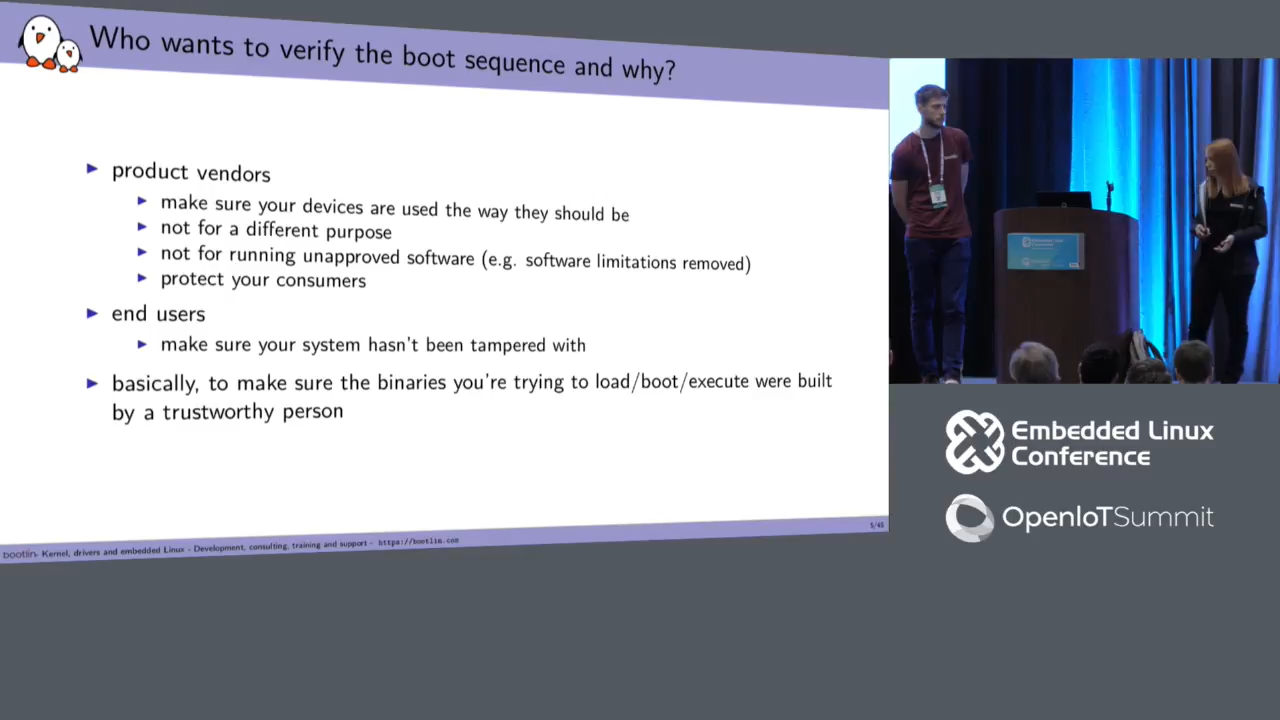 Who wants to verify the boot sequence and why?
product vendors
make sure your devices are used the way they should be
not for a different purpose
not for running unapproved software (e.g. software limitations removed)
protect your consumers
end users
make sure your system hasn't been tampered with
basically, to make sure the binaries you're trying to load/boot/execute were built
by a trustworthy person
bootlin - Kernel, drivers and embedded Linux - Development, consulting, training and support - https://bootlin.com
5/45
Embedded Linux
Conference
OpenIoTSummit